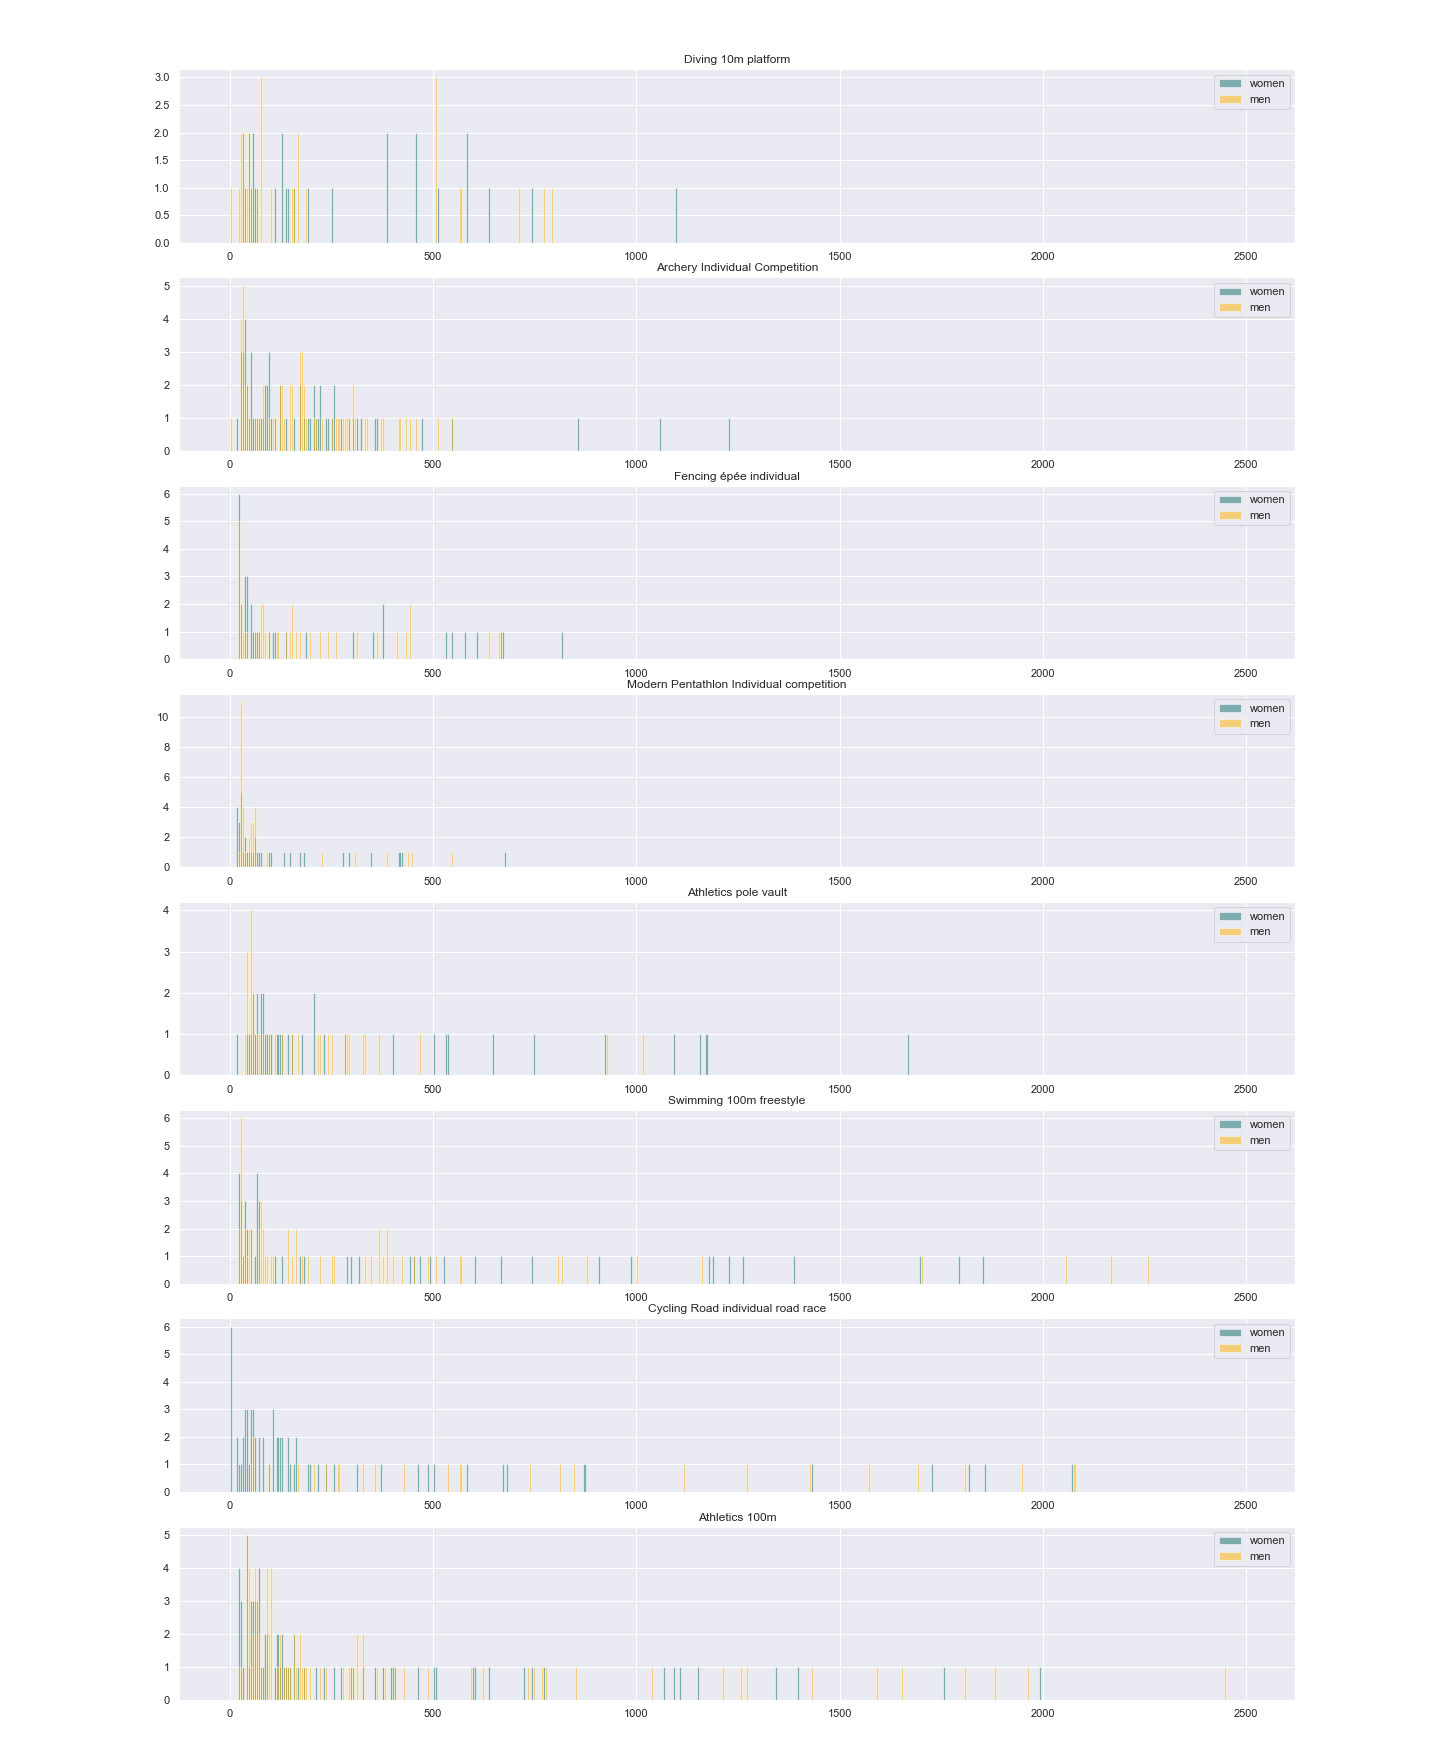 Diving 10m platform
3.0
2.5
2.0
1.5
1.0
0.5
0.0
women
men
0 500 1000 1500 2000 2500
Archery Individual Competition
5
4
3
2
1
0
women
men
0 500 1000 1500 2000 2500
Fencing épée individual
6
5
4
3
2
1
0
women
men
0 500 1000 1500 2000 2500
Modern Pentathlon Individual competition
10
8
6
4
2
0
women
men
0 500 1000 1500 2000 2500
Athletics pole vault
4
3
2
1
0
women
men
0 500 1000 1500 2000 2500
Swimming 100m freestyle
6
5
4
3
2
1
0
women
men
0 500 1000 1500 2000 2500
Cycling Road individual road race
6
5
4
3
2
1
0
women
men
0 500 1000 1500 2000 2500
Athletics 100m
5
4
3
2
1
0
women
men
0 500 1000 1500 2000 2500